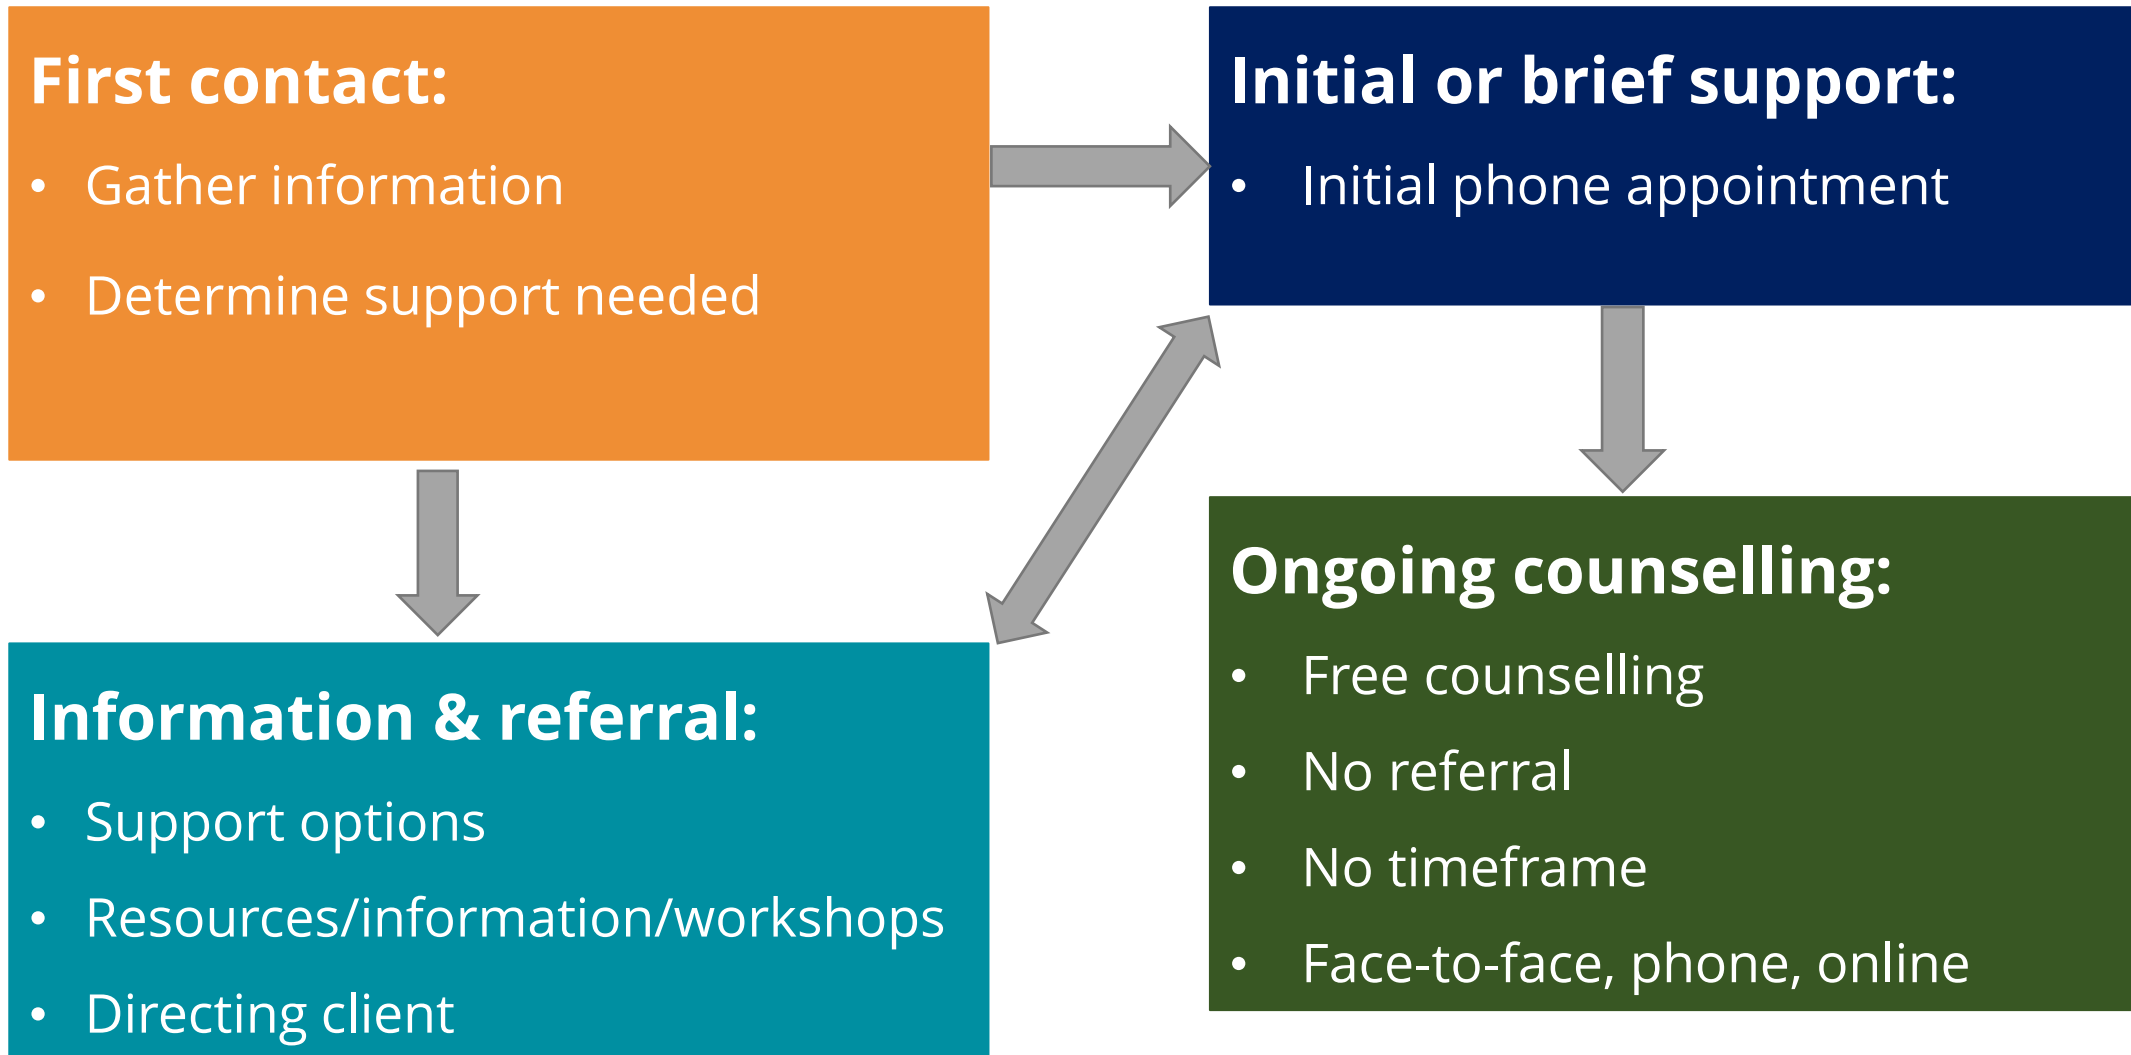 First contact:
• Gather information
• Determine support needed
Initial or brief support:
• Initial phone appointment
Information & referral:
• Support options
• Resources/information/workshops
• Directing client
Ongoing counselling:
• Free counselling
• No referral
• No timeframe
• Face-to-face, phone, online